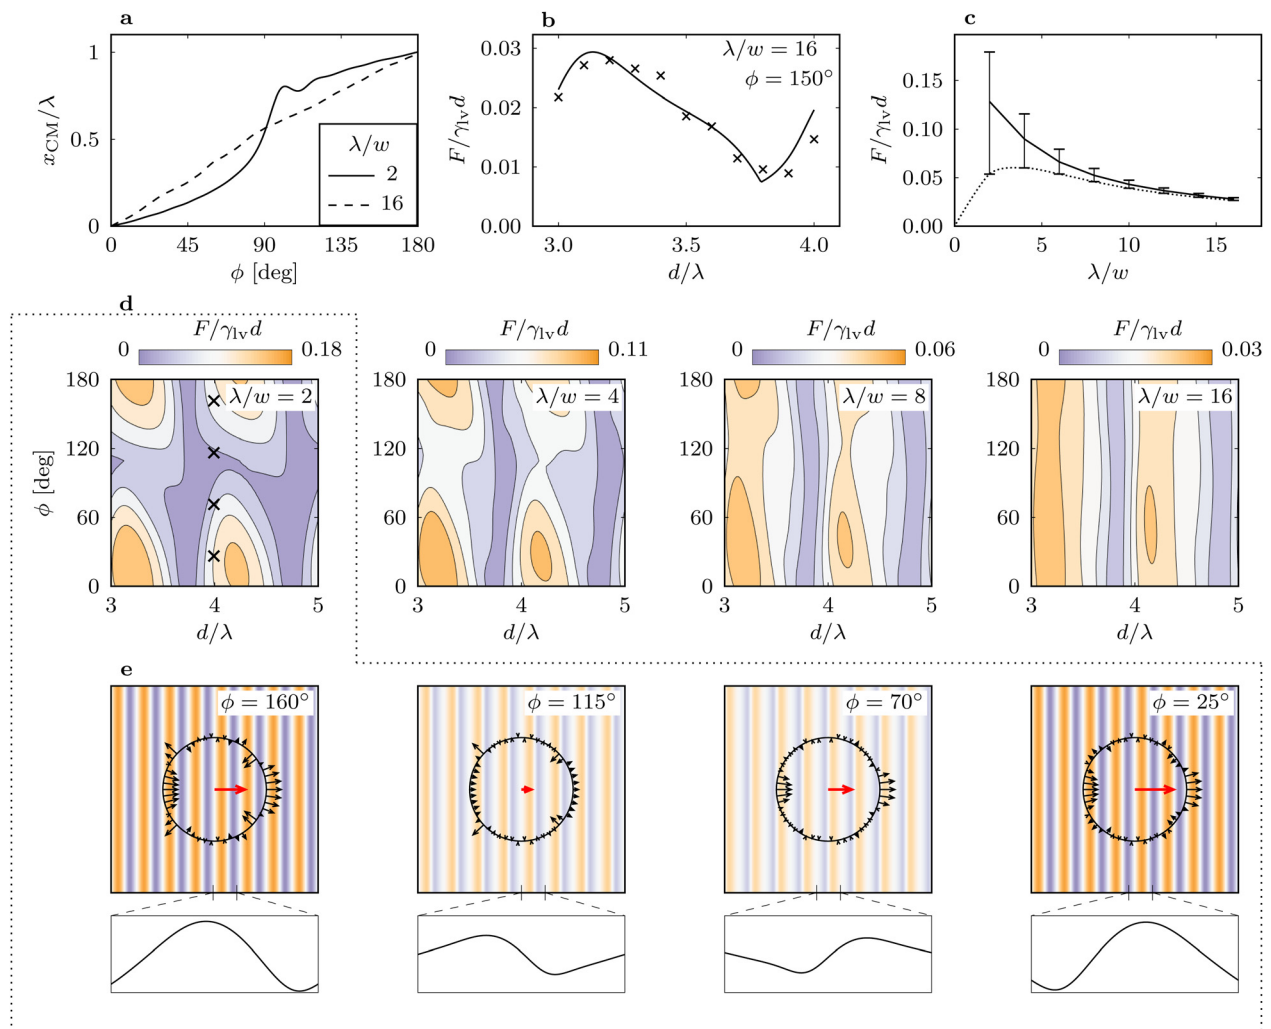 a
1
0.5
0
x_CM/λ
λ/w
2
16
0 45 90 135 180
ϕ [deg]
b
0.03
0.02
0.01
0.00
F/γ_lv d
λ/w = 16
ϕ = 150°
3.0 3.5 4.0
d/λ
c
0.15
0.10
0.05
0.00
F/γ_lv d
0 5 10 15
λ/w
d
F/γ_lv d
0 0.18
180
120
60
0
ϕ [deg]
λ/w = 2
3 4 5
d/λ
F/γ_lv d
0 0.11
180
120
60
0
λ/w = 4
3 4 5
d/λ
F/γ_lv d
0 0.06
180
120
60
0
λ/w = 8
3 4 5
d/λ
F/γ_lv d
0 0.03
180
120
60
0
λ/w = 16
3 4 5
d/λ
e
ϕ = 160°
ϕ = 115°
ϕ = 70°
ϕ = 25°